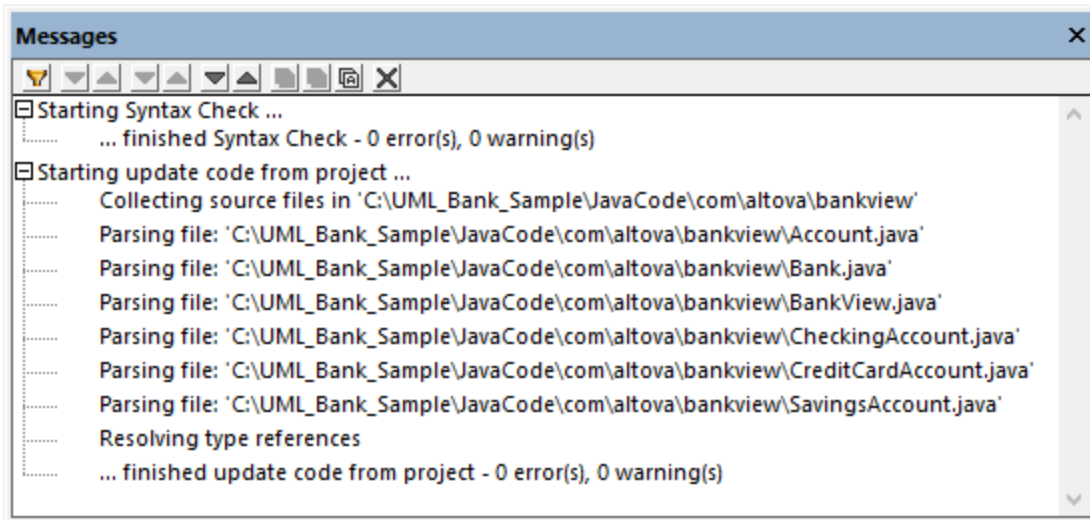 Messages
Starting Syntax Check ...
... finished Syntax Check - 0 error(s), 0 warning(s)
Starting update code from project ...
Collecting source files in 'C:\UML_Bank_Sample\JavaCode\com\altova\bankview'
Parsing file: 'C:\UML_Bank_Sample\JavaCode\com\altova\bankview\Account.java'
Parsing file: 'C:\UML_Bank_Sample\JavaCode\com\altova\bankview\Bank.java'
Parsing file: 'C:\UML_Bank_Sample\JavaCode\com\altova\bankview\BankView.java'
Parsing file: 'C:\UML_Bank_Sample\JavaCode\com\altova\bankview\CheckingAccount.java'
Parsing file: 'C:\UML_Bank_Sample\JavaCode\com\altova\bankview\CreditCardAccount.java'
Parsing file: 'C:\UML_Bank_Sample\JavaCode\com\altova\bankview\SavingsAccount.java'
Resolving type references
... finished update code from project - 0 error(s), 0 warning(s)